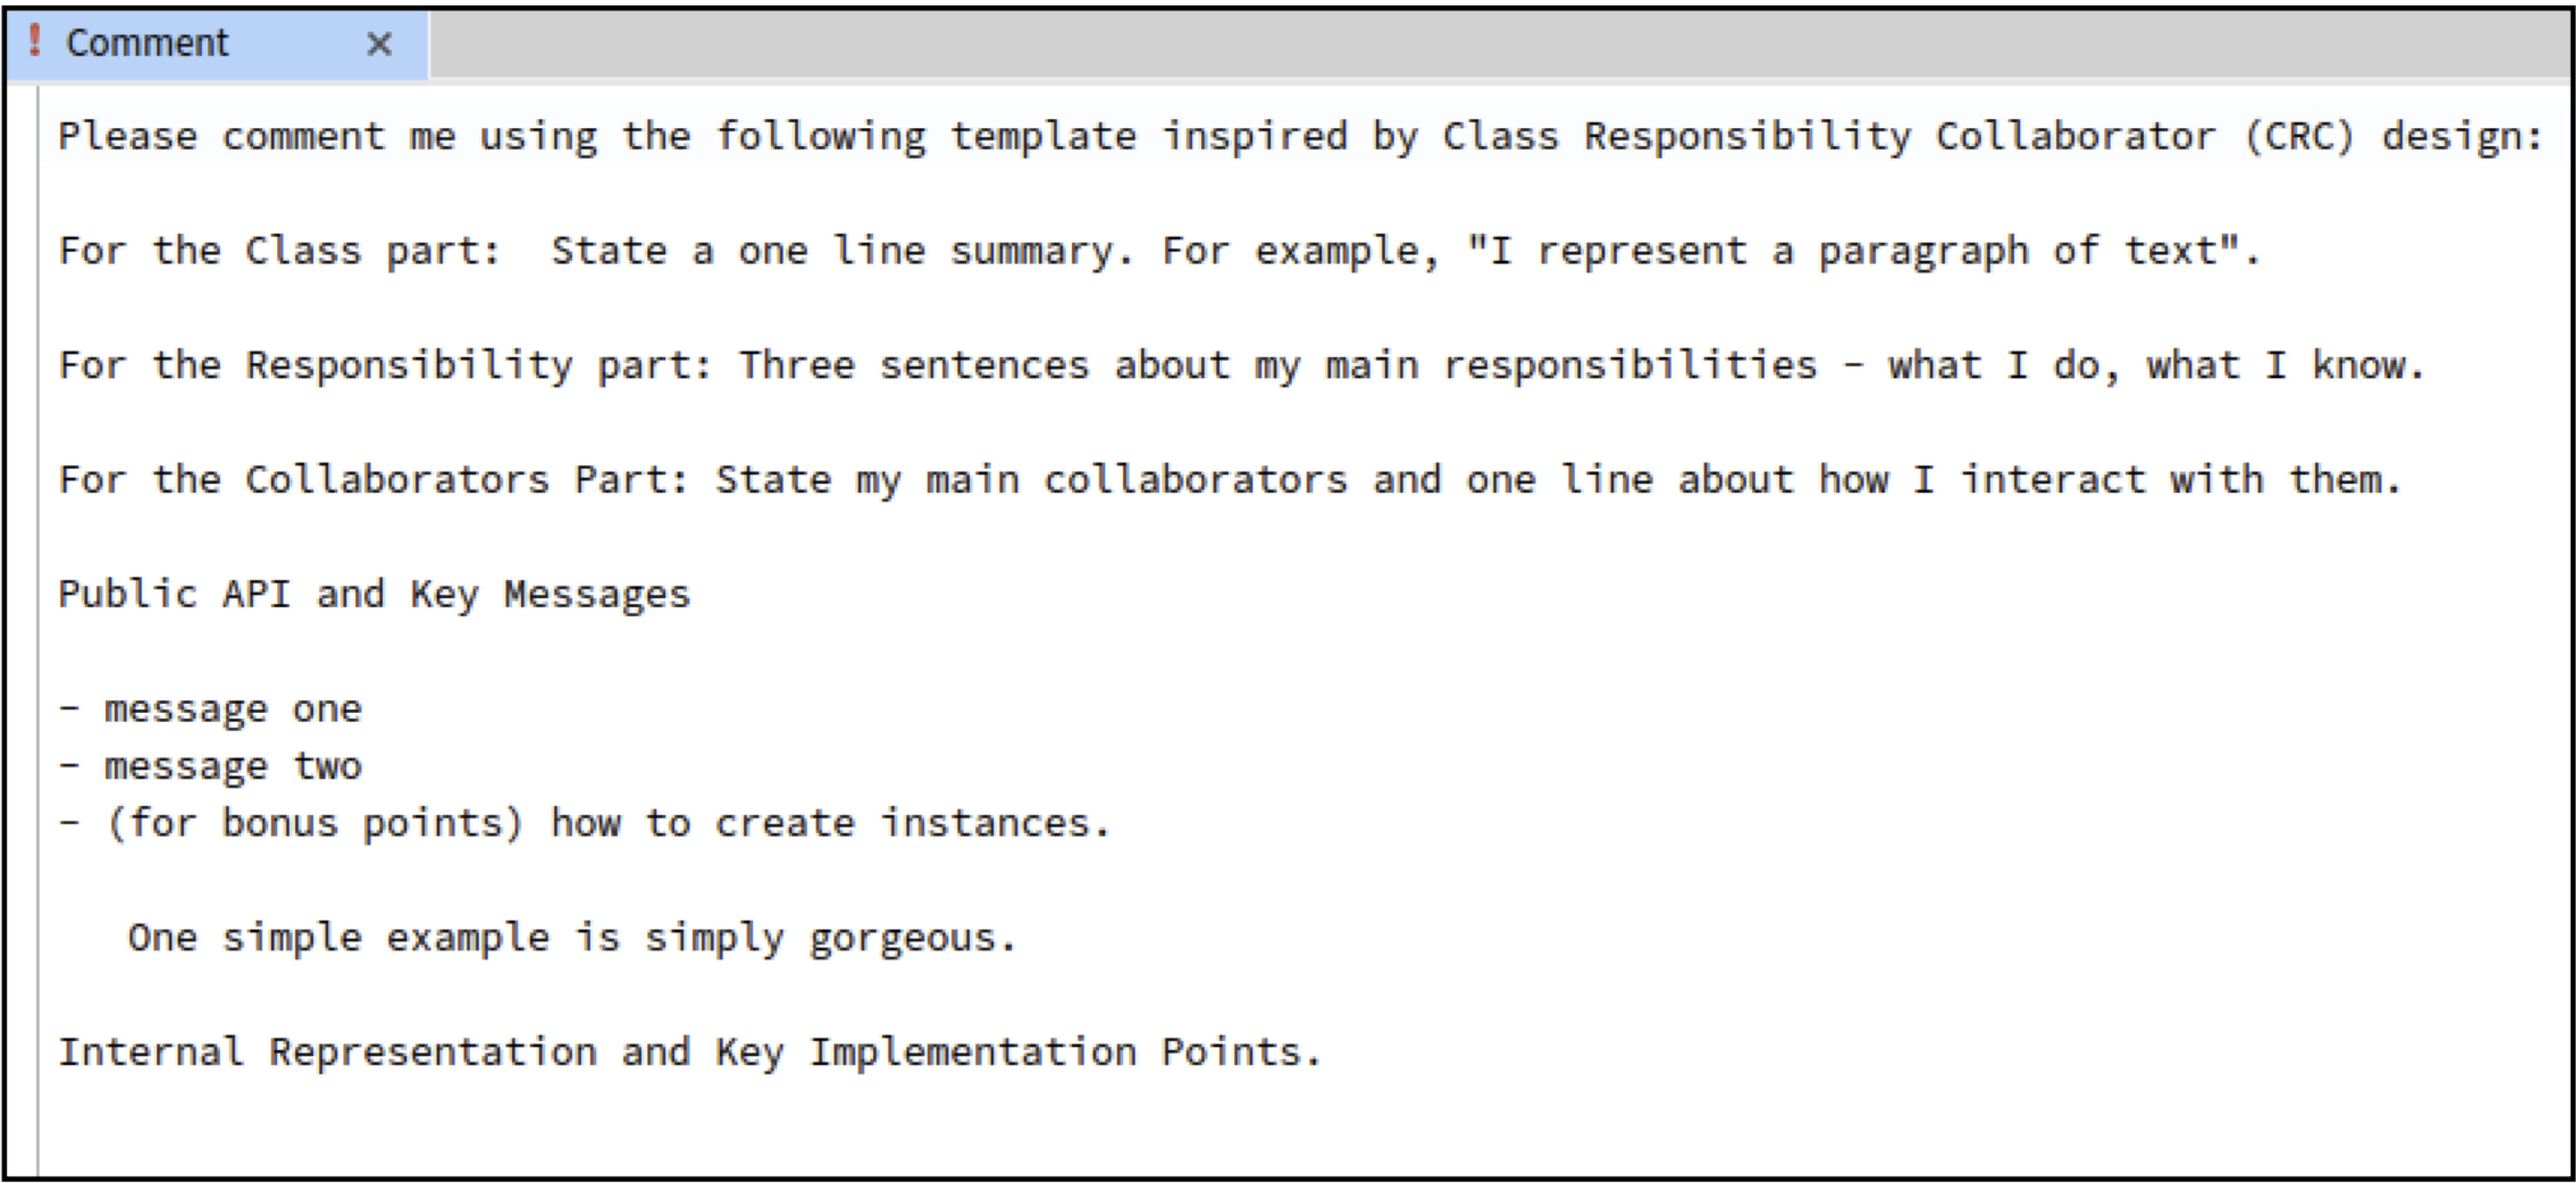 ! Comment ×
Please comment me using the following template inspired by Class Responsibility Collaborator (CRC) design:
For the Class part:  State a one line summary. For example, "I represent a paragraph of text".
For the Responsibility part: Three sentences about my main responsibilities – what I do, what I know.
For the Collaborators Part: State my main collaborators and one line about how I interact with them.
Public API and Key Messages
– message one
– message two
– (for bonus points) how to create instances.
One simple example is simply gorgeous.
Internal Representation and Key Implementation Points.